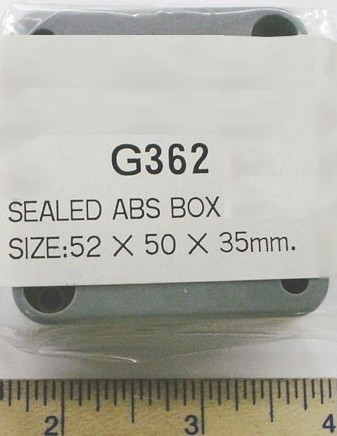 G362
SEALED ABS BOX
SIZE:52 X 50 X 35mm.
2 3 4